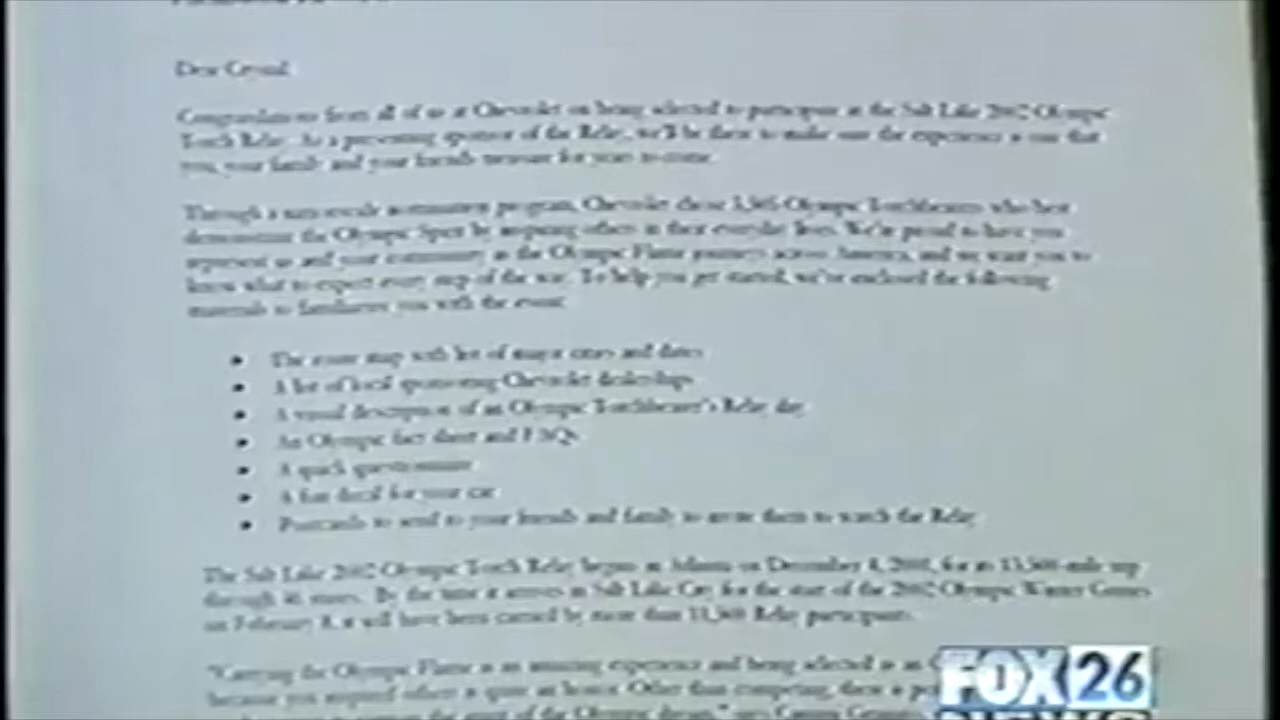 Dear Crystal,
Congratulations from all of us at Chevrolet on being selected to participate in the Salt Lake 2002 Olympic
Torch Relay. As a presenting sponsor of the Relay, we'll be there to make sure the experience is one that
you, your family and your friends treasure for years to come.
Through a nationwide nomination program, Chevrolet chose Olympic Torchbearers who best
demonstrate the Olympic Spirit by inspiring others in their everyday lives. We're proud to have you
represent us and your community as the Olympic Flame journeys across America, and we want you to
know what to expect every step of the way. To help you get started, we've enclosed the following
materials to familiarize you with the event:
• The route map with list of major cities and dates
• A list of local sponsoring Chevrolet dealerships
• A visual description of an Olympic Torchbearer's Relay day
• An Olympic fact sheet and FAQs
• A quick questionnaire
• A fun decal for your car
• Postcards to send to your friends and family to invite them to watch the Relay
The Salt Lake 2002 Olympic Torch Relay begins in Atlanta on December 4, 2001, for its 13,500-mile trip
through 46 states. By the time it arrives in Salt Lake City for the start of the 2002 Olympic Winter Games
on February 8, it will have been carried by more than 11,500 Relay participants.
"Carrying the Olympic Flame is an amazing experience and being selected as an
because you inspired others is quite an honor. Other than competing, there is
the spirit of the Olympic dream," says
FOX 26
NEWS